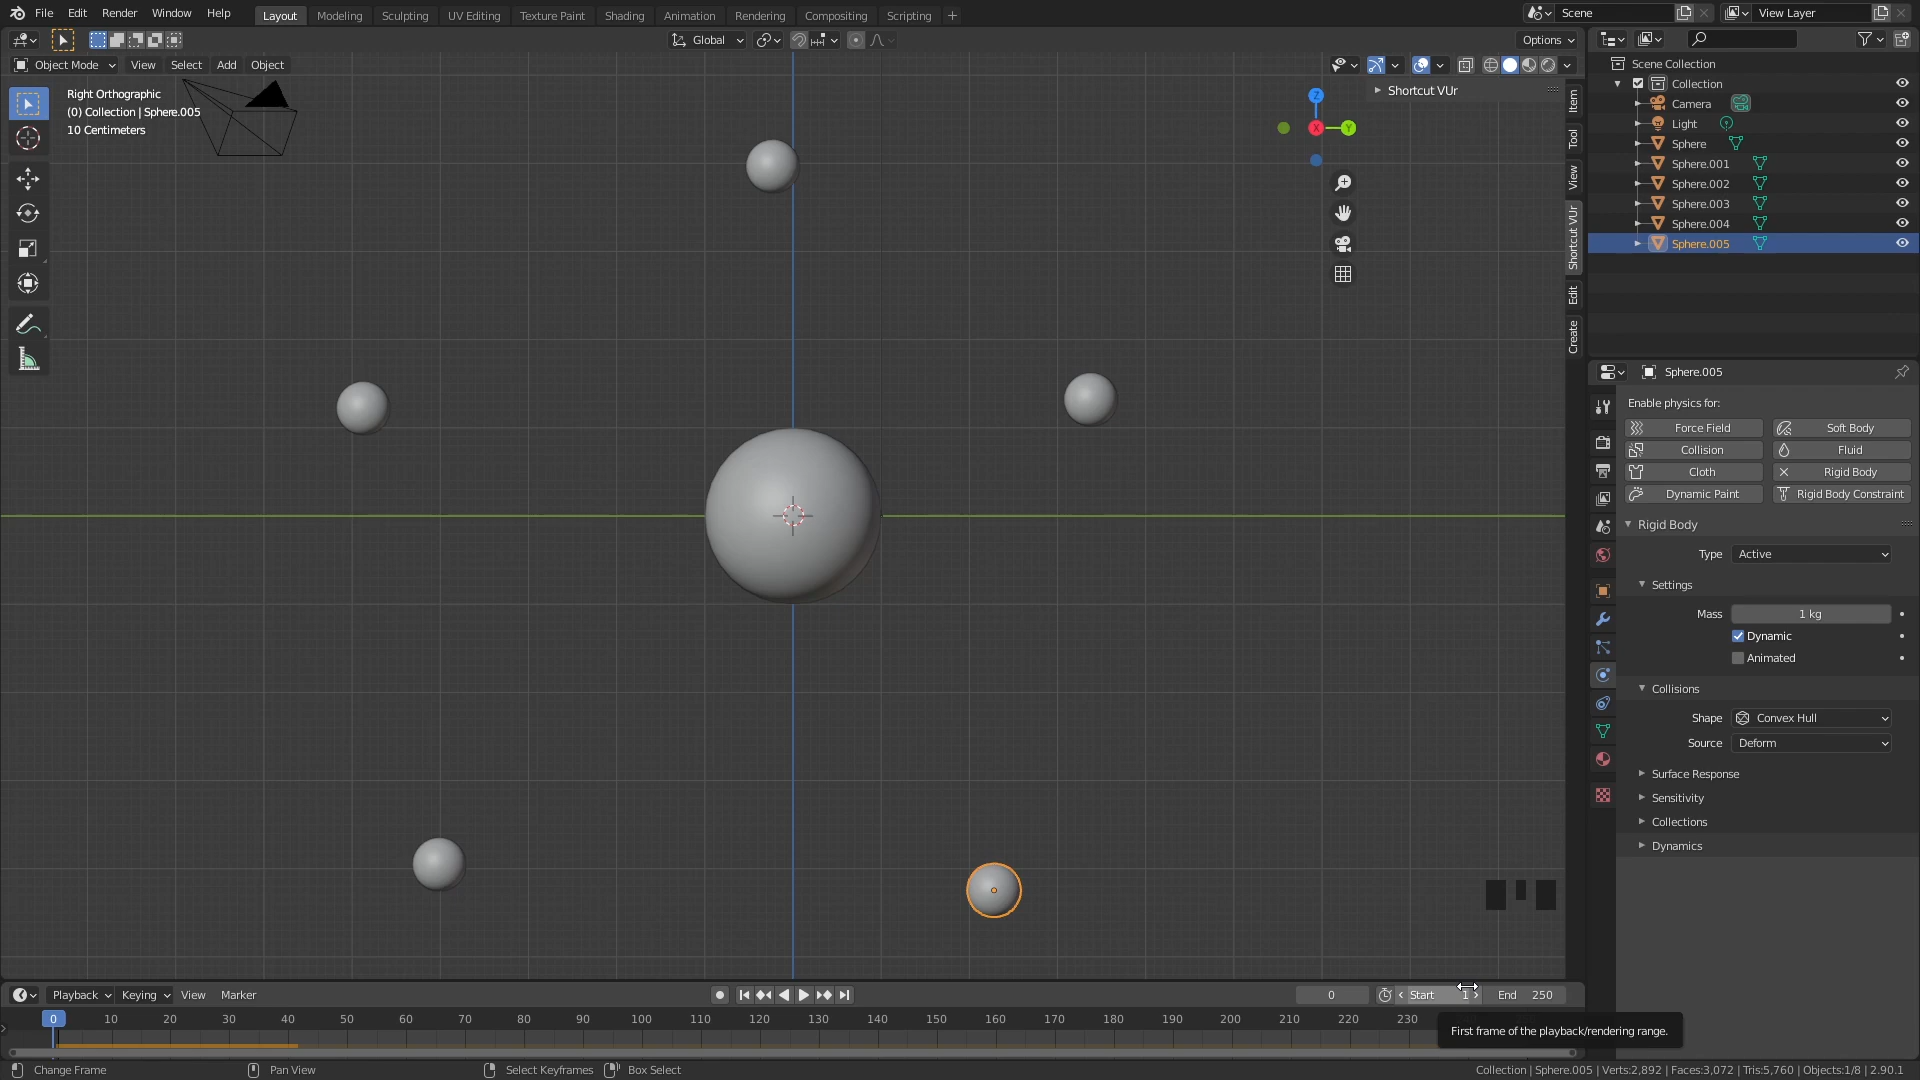 File Edit Render Window Help Layout Modeling Sculpting UV Editing Texture Paint Shading Animation Rendering Compositing Scripting + Scene View Layer
Global Options
Object Mode View Select Add Object
Right Orthographic
(0) Collection | Sphere.005
10 Centimeters
Z
X
Y
Shortcut VUr
Item
Tool
View
Shortcut VUr
Edit
Create
Scene Collection
Collection
Camera
Light
Sphere
Sphere.001
Sphere.002
Sphere.003
Sphere.004
Sphere.005
Sphere.005
Enable physics for:
Force Field Soft Body
Collision Fluid
Cloth Rigid Body
Dynamic Paint Rigid Body Constraint
Rigid Body
Type Active
Settings
Mass 1 kg
Dynamic
Animated
Collisions
Shape Convex Hull
Source Deform
Surface Response
Sensitivity
Collections
Dynamics
Playback Keying View Marker 0 Start 1 End 250
0 10 20 30 40 50 60 70 80 90 100 110 120 130 140 150 160 170 180 190 200 210 220 230
First frame of the playback/rendering range.
Change Frame Pan View Select Keyframes Box Select Collection | Sphere.005 | Verts:2,892 | Faces:3,072 | Tris:5,760 | Objects:1/8 | 2.90.1